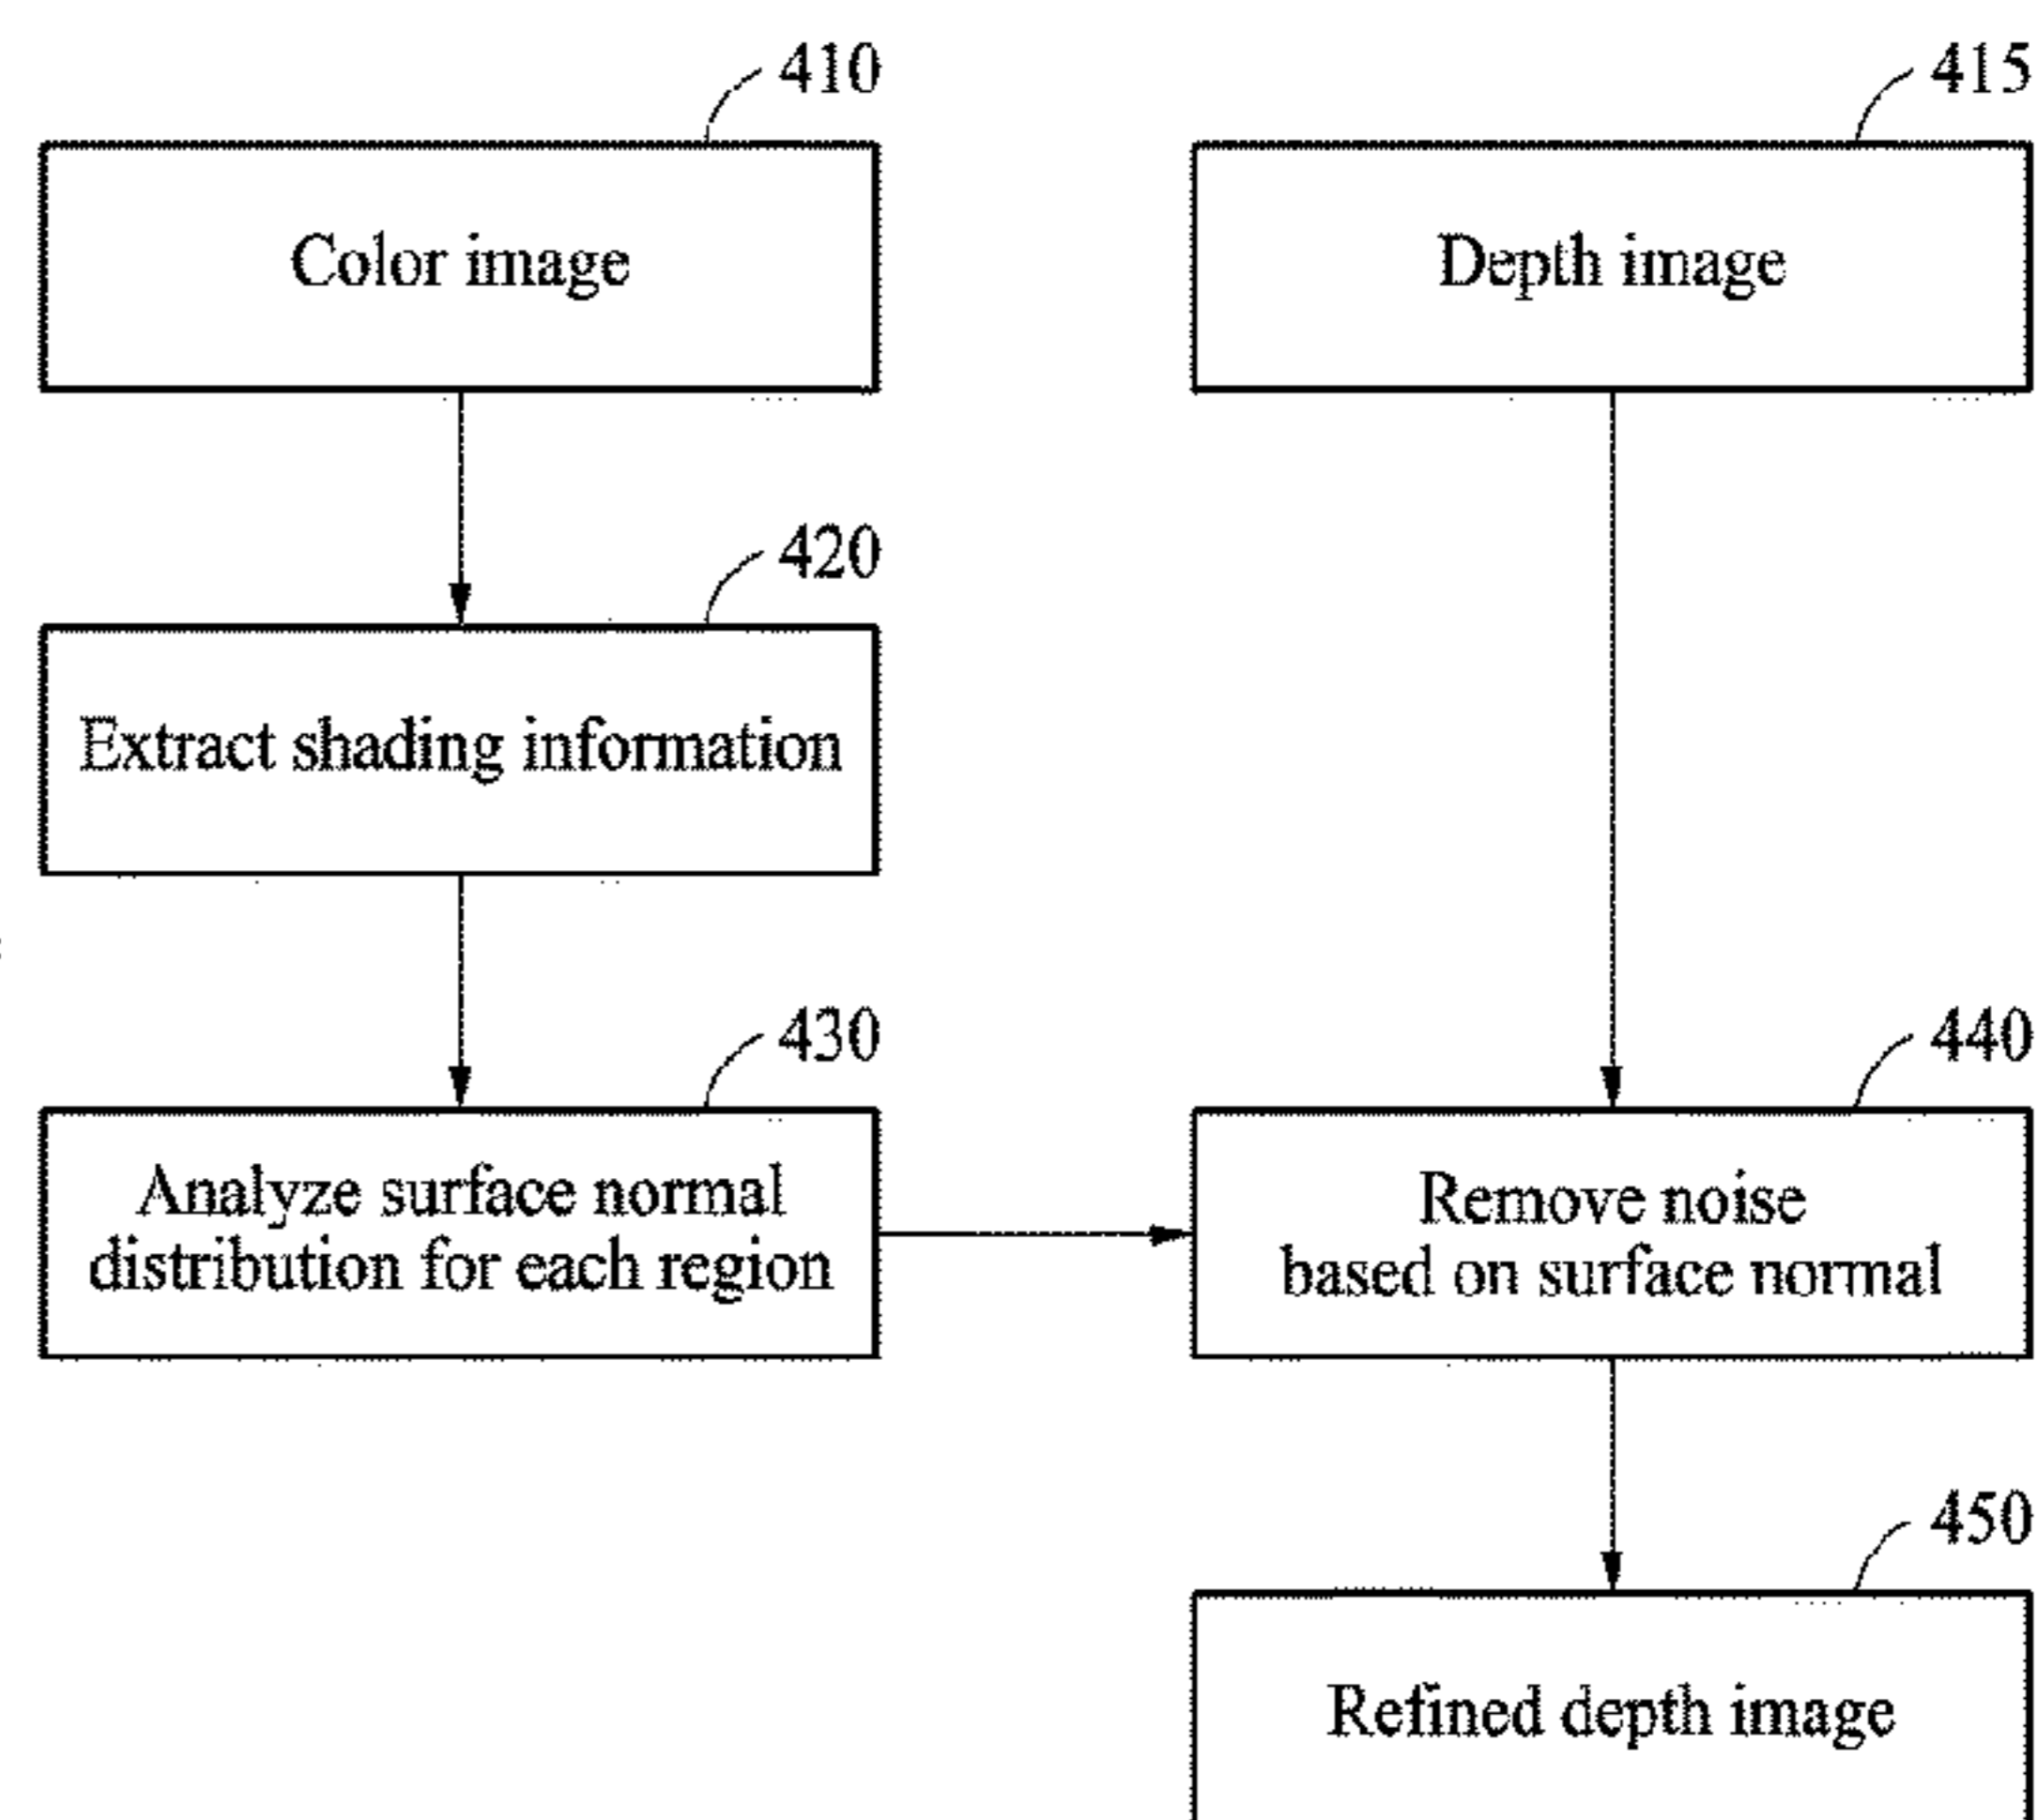 410
Color image
415
Depth image
420
Extract shading information
430
Analyze surface normal
distribution for each region
440
Remove noise
based on surface normal
450
Refined depth image